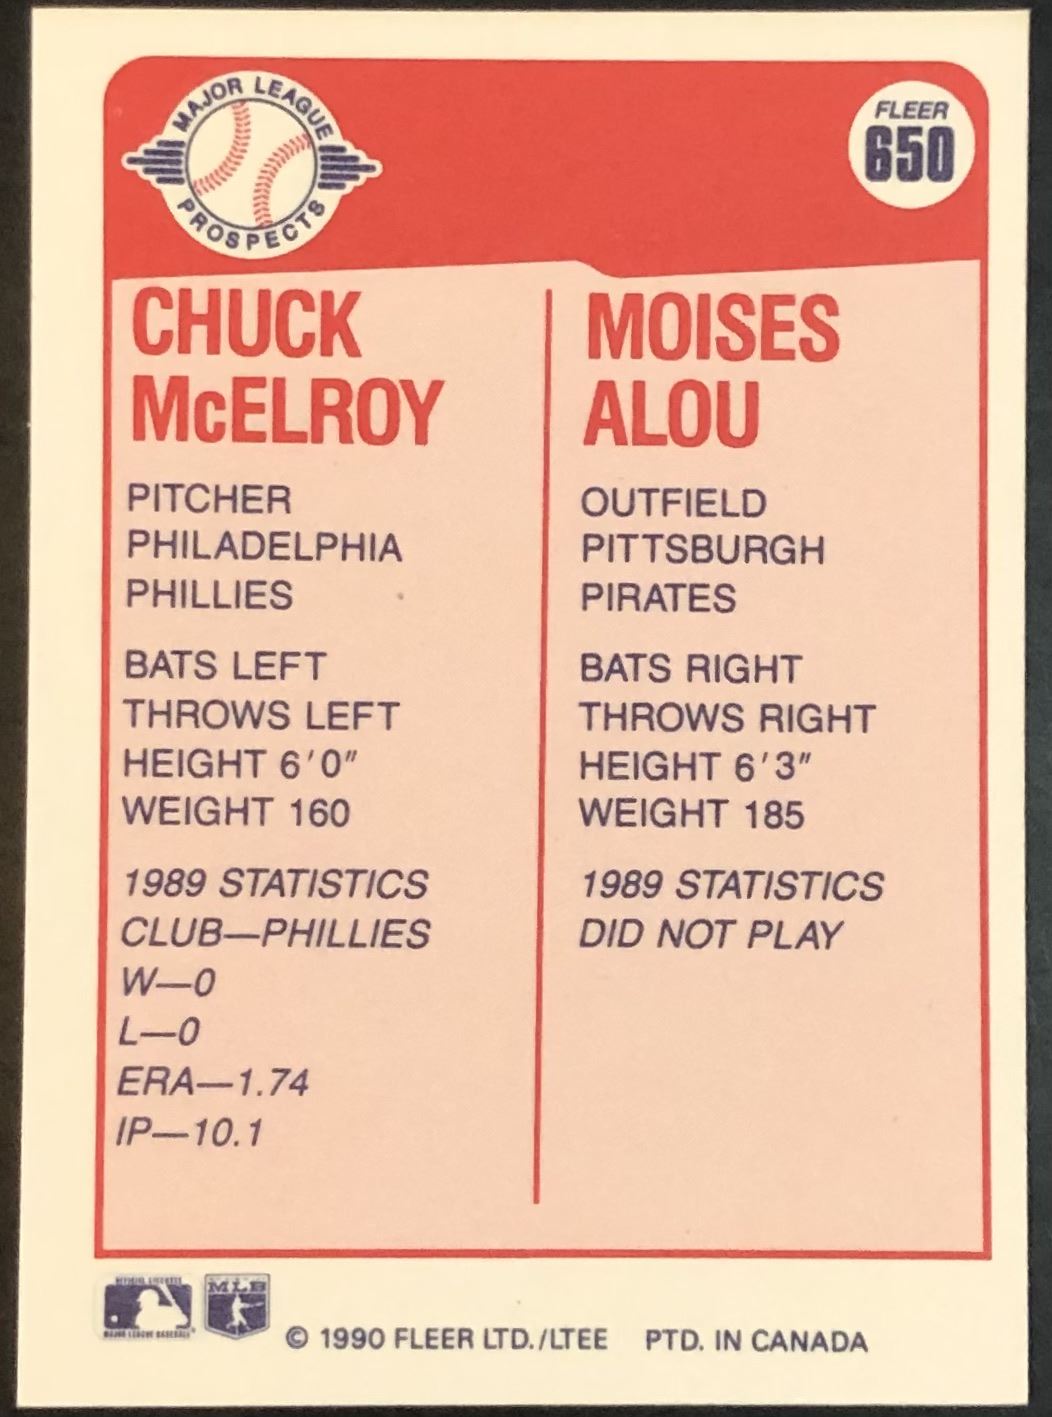 MAJOR LEAGUE
PROSPECTS
FLEER
650
CHUCK
McELROY
PITCHER
PHILADELPHIA
PHILLIES
BATS LEFT
THROWS LEFT
HEIGHT 6'0"
WEIGHT 160
1989 STATISTICS
CLUB—PHILLIES
W—0
L—0
ERA—1.74
IP—10.1
MOISES
ALOU
OUTFIELD
PITTSBURGH
PIRATES
BATS RIGHT
THROWS RIGHT
HEIGHT 6'3"
WEIGHT 185
1989 STATISTICS
DID NOT PLAY
MAJOR LEAGUE BASEBALL
MLB
© 1990 FLEER LTD./LTEE PTD. IN CANADA